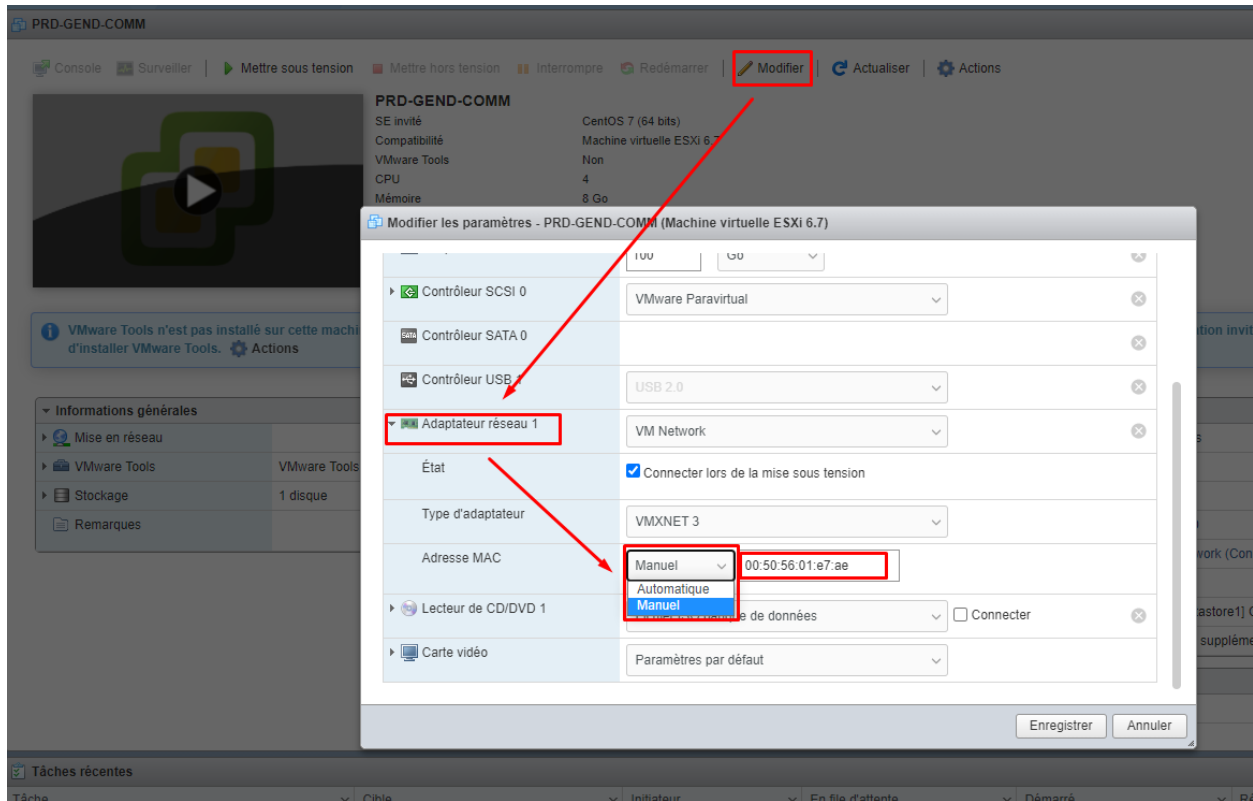 PRD-GEND-COMM
Console Surveiller Mettre sous tension Mettre hors tension Interrompre Redémarrer Modifier Actualiser Actions
PRD-GEND-COMM
SE invité CentOS 7 (64 bits)
Compatibilité Machine virtuelle ESXi 6.7
VMware Tools Non
CPU 4
Mémoire 8 Go
Modifier les paramètres - PRD-GEND-COMM (Machine virtuelle ESXi 6.7)
100 Go
Contrôleur SCSI 0 VMware Paravirtual
VMware Tools n'est pas installé sur cette machi
d'installer VMware Tools. Actions
Contrôleur SATA 0
Contrôleur USB 1 USB 2.0
Informations générales
Mise en réseau
VMware Tools VMware Tools
Stockage 1 disque
Remarques
Adaptateur réseau 1 VM Network
État Connecter lors de la mise sous tension
Type d'adaptateur VMXNET 3
Adresse MAC Manuel 00:50:56:01:e7:ae
Automatique
Manuel
Lecteur de CD/DVD 1 de données Connecter
Carte vidéo Paramètres par défaut
Enregistrer Annuler
Tâches récentes
Tâche Cible Initiateur En file d'attente Démarré